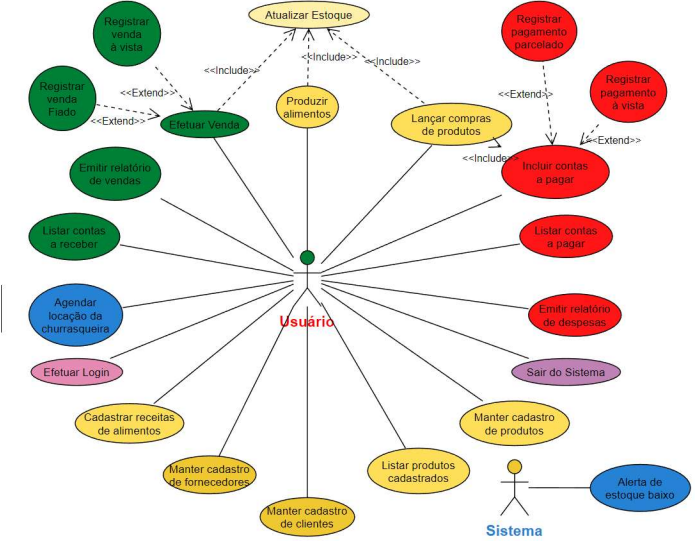 Registrar
venda
à vista
Atualizar Estoque
Registrar
pagamento
parcelado
<<Include>>
<<Include>>
<<Include>>
Registrar
venda
Fiado
<<Extend>>
<<Extend>>
Efetuar Venda
Produzir
alimentos
Lançar compras
de produtos
<<Extend>>
Registrar
pagamento
à vista
<<Extend>>
<<Include>>
Incluir contas
a pagar
Emitir relatório
de vendas
Listar contas
a receber
Listar contas
a pagar
Agendar
locação da
churrasqueira
Usuário
Emitir relatório
de despesas
Efetuar Login
Sair do Sistema
Cadastrar receitas
de alimentos
Manter cadastro
de produtos
Manter cadastro
de fornecedores
Listar produtos
cadastrados
Manter cadastro
de clientes
Sistema
Alerta de
estoque baixo